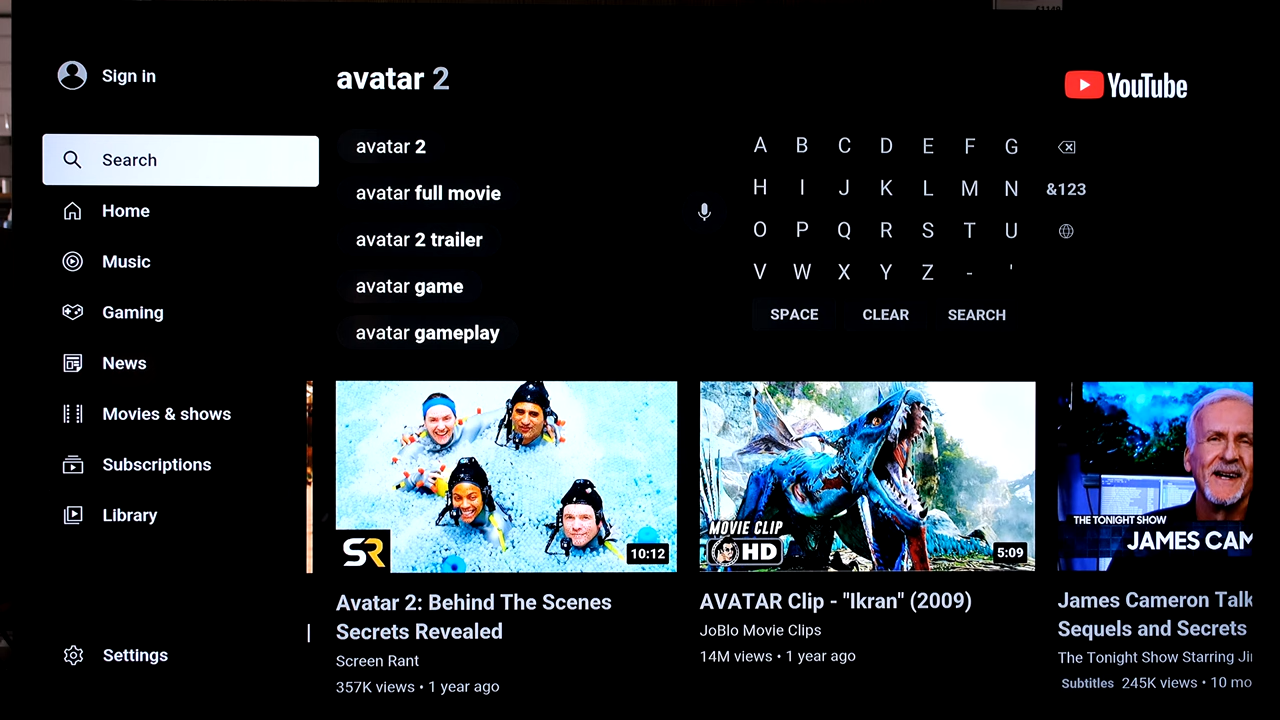 Sign in
avatar 2
YouTube
Search
Home
Music
Gaming
News
Movies & shows
Subscriptions
Library
Settings
avatar 2
avatar full movie
avatar 2 trailer
avatar game
avatar gameplay
A B C D E F G
H I J K L M N &123
O P Q R S T U
V W X Y Z - '
SPACE CLEAR SEARCH
SR
10:12
Avatar 2: Behind The Scenes
Secrets Revealed
Screen Rant
357K views • 1 year ago
MOVIE CLIP
HD
5:09
AVATAR Clip - "Ikran" (2009)
JoBlo Movie Clips
14M views • 1 year ago
THE TONIGHT SHOW
JAMES CAM
James Cameron Talk
Sequels and Secrets
The Tonight Show Starring Ji
Subtitles 245K views • 10 mo